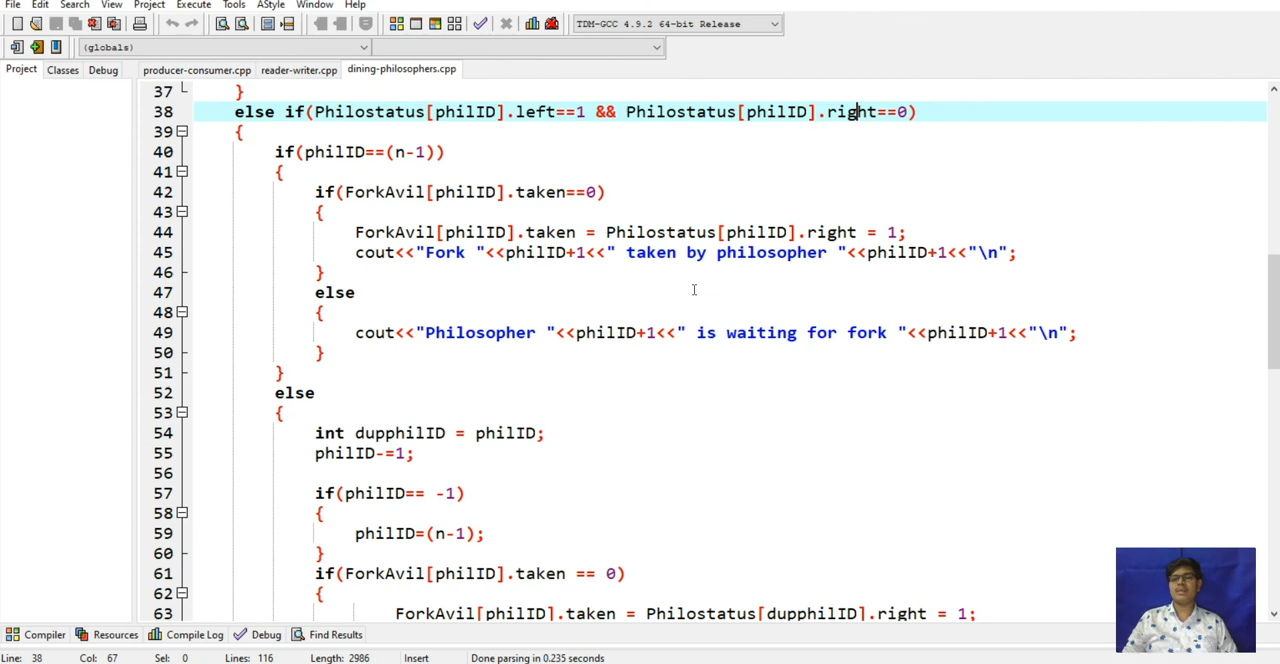 File Edit Search View Project Execute Tools AStyle Window Help
TDM-GCC 4.9.2 64-bit Release
(globals)
Project Classes Debug producer-consumer.cpp reader-writer.cpp dining-philosophers.cpp
37 }
38 else if(Philostatus[philID].left==1 && Philostatus[philID].right==0)
39 {
40 if(philID==(n-1))
41 {
42 if(ForkAvil[philID].taken==0)
43 {
44 ForkAvil[philID].taken = Philostatus[philID].right = 1;
45 cout<<"Fork "<<philID+1<<" taken by philosopher "<<philID+1<<"\n";
46 }
47 else
48 {
49 cout<<"Philosopher "<<philID+1<<" is waiting for fork "<<philID+1<<"\n";
50 }
51 }
52 else
53 {
54 int dupphilID = philID;
55 philID-=1;
56
57 if(philID== -1)
58 {
59 philID=(n-1);
60 }
61 if(ForkAvil[philID].taken == 0)
62 {
63 ForkAvil[philID].taken = Philostatus[dupphilID].right = 1;
Compiler Resources Compile Log Debug Find Results
Line: 38 Col: 67 Sel: 0 Lines: 116 Length: 2986 Insert Done parsing in 0.235 seconds